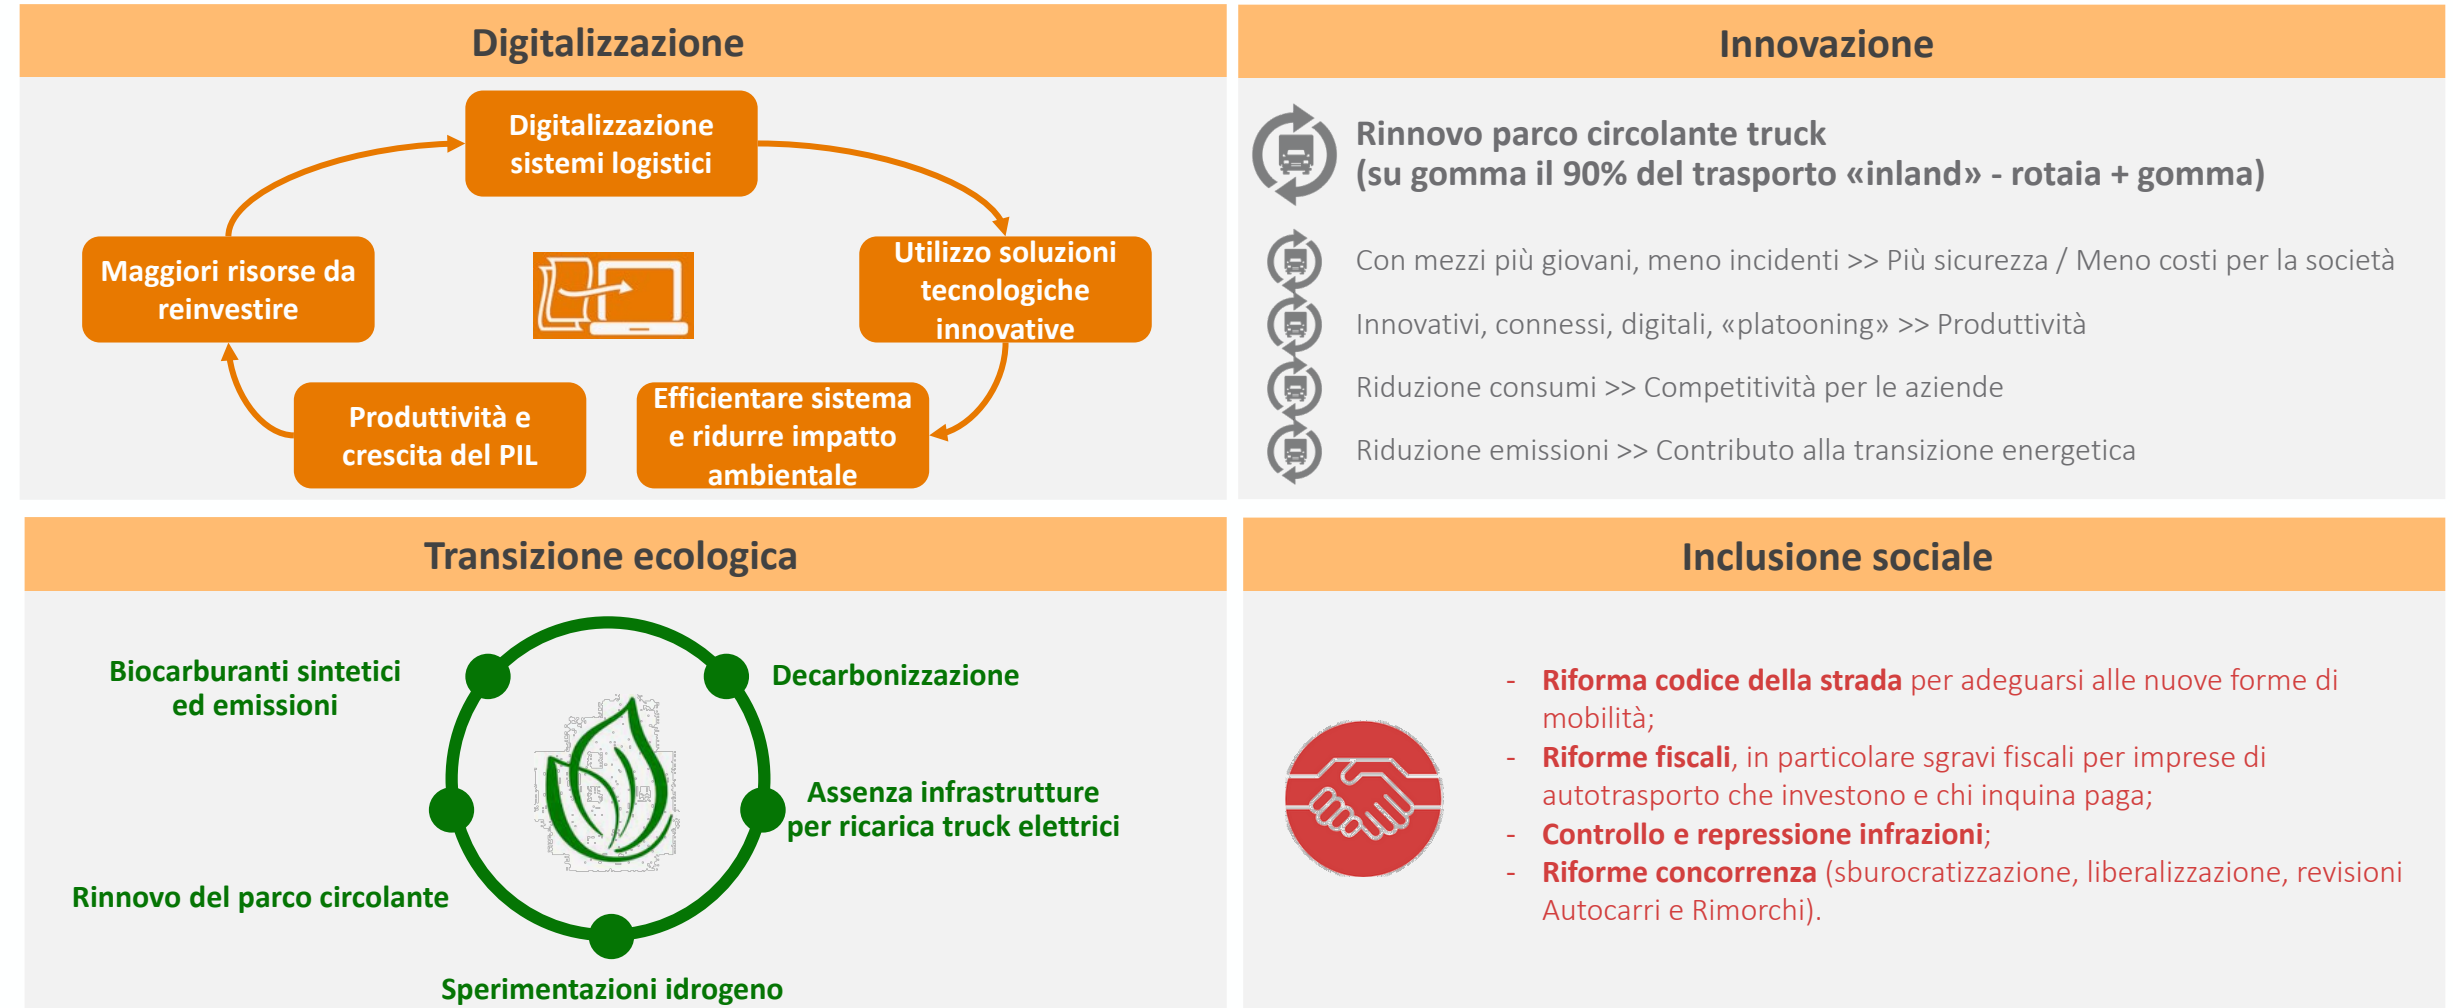 Digitalizzazione
Digitalizzazione
sistemi logistici
Utilizzo soluzioni
tecnologiche
innovative
Efficientare sistema
e ridurre impatto
ambientale
Produttività e
crescita del PIL
Maggiori risorse da
reinvestire
Innovazione
Rinnovo parco circolante truck
(su gomma il 90% del trasporto «inland» - rotaia + gomma)
Con mezzi più giovani, meno incidenti >> Più sicurezza / Meno costi per la società
Innovativi, connessi, digitali, «platooning» >> Produttività
Riduzione consumi >> Competitività per le aziende
Riduzione emissioni >> Contributo alla transizione energetica
Transizione ecologica
Biocarburanti sintetici
ed emissioni
Decarbonizzazione
Assenza infrastrutture
per ricarica truck elettrici
Rinnovo del parco circolante
Sperimentazioni idrogeno
Inclusione sociale
- Riforma codice della strada per adeguarsi alle nuove forme di
mobilità;
- Riforme fiscali, in particolare sgravi fiscali per imprese di
autotrasporto che investono e chi inquina paga;
- Controllo e repressione infrazioni;
- Riforme concorrenza (sburocratizzazione, liberalizzazione, revisioni
Autocarri e Rimorchi).